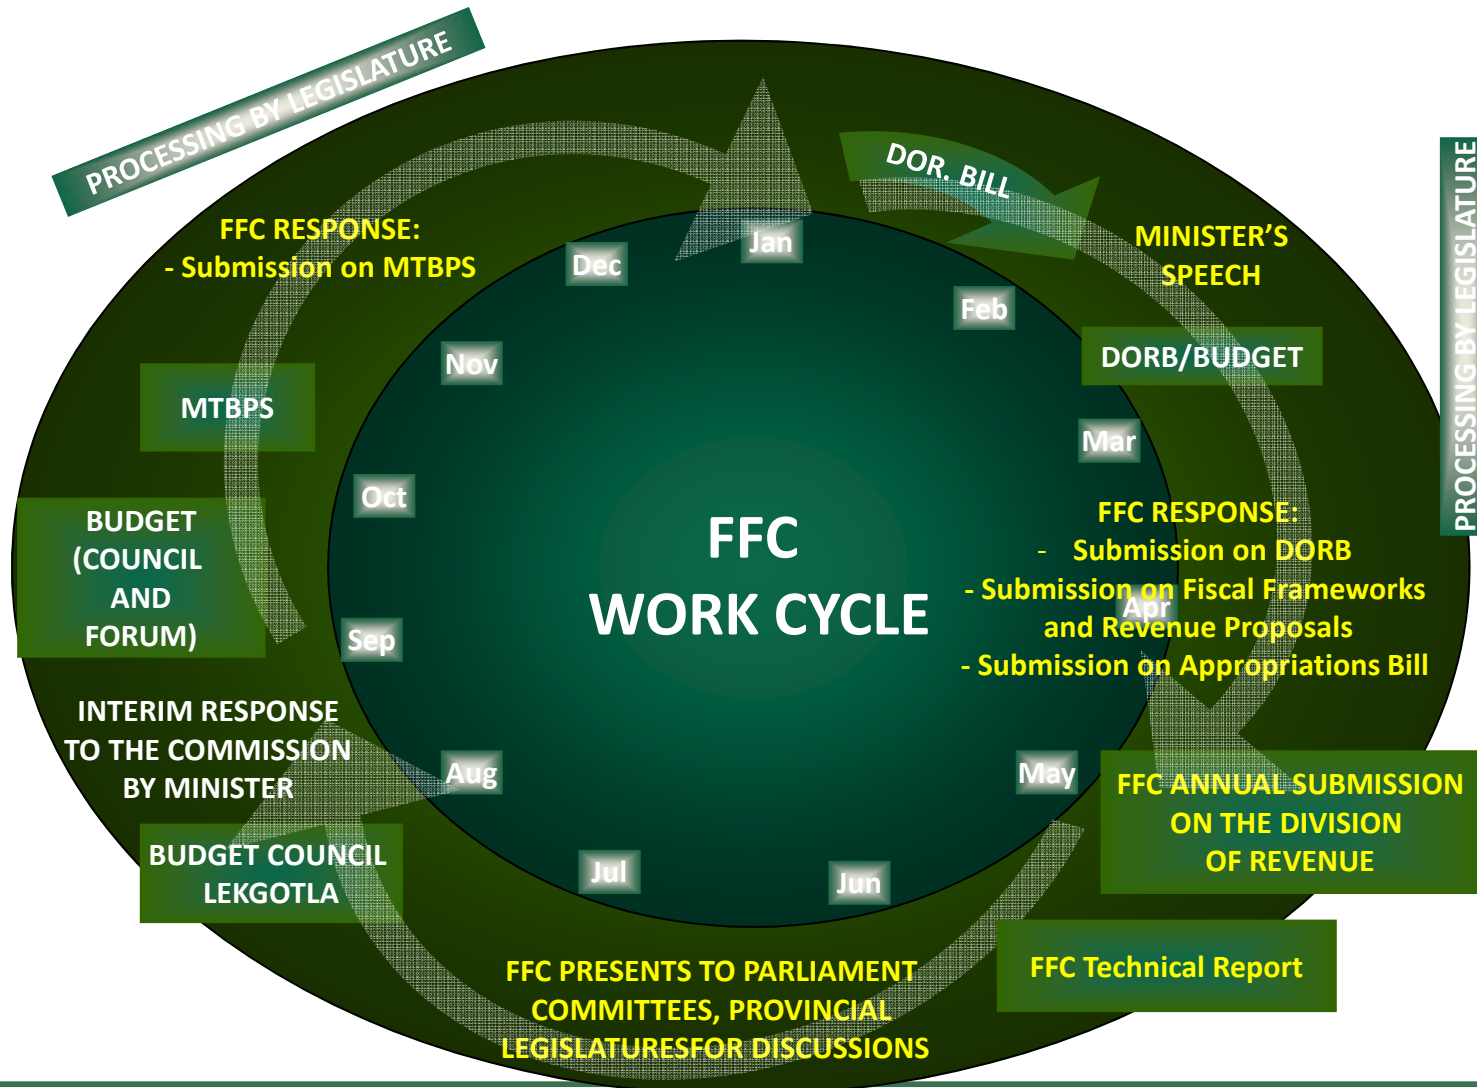 PROCESSING BY LEGISLATURE
DOR. BILL
PROCESSING BY LEGISLATURE
FFC RESPONSE:
- Submission on MTBPS
MINISTER’S
SPEECH
Jan
Dec
Feb
Nov
DORB/BUDGET
MTBPS
Mar
Oct
FFC
WORK CYCLE
FFC RESPONSE:
- Submission on DORB
- Submission on Fiscal Frameworks
and Revenue Proposals
- Submission on Appropriations Bill
Apr
BUDGET
(COUNCIL
AND
FORUM)
Sep
INTERIM RESPONSE
TO THE COMMISSION
BY MINISTER
Aug
May
FFC ANNUAL SUBMISSION
ON THE DIVISION
OF REVENUE
BUDGET COUNCIL
LEKGOTLA
Jul
Jun
FFC Technical Report
FFC PRESENTS TO PARLIAMENT
COMMITTEES, PROVINCIAL
LEGISLATURESFOR DISCUSSIONS